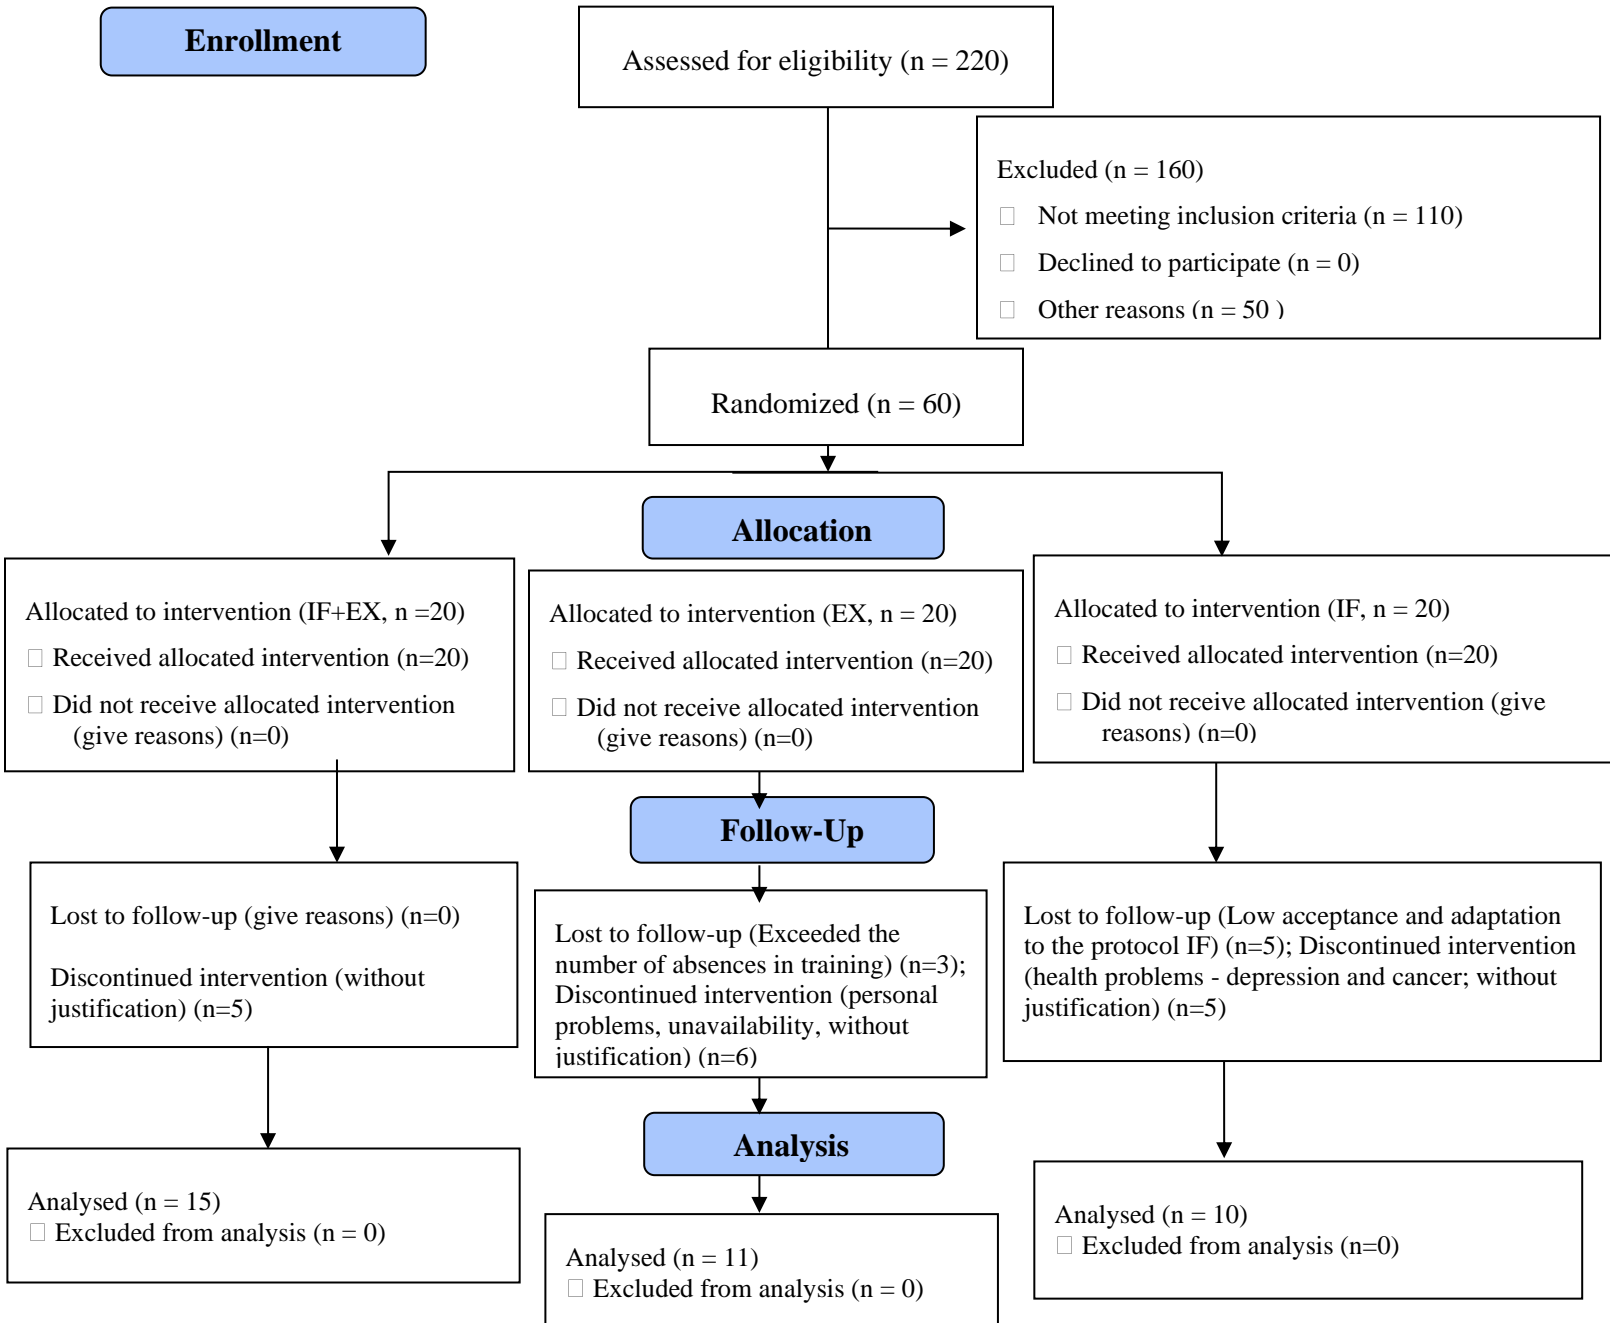 Enrollment
Assessed for eligibility (n = 220)
Excluded (n = 160)
Not meeting inclusion criteria (n = 110)
Declined to participate (n = 0)
Other reasons (n = 50 )
Randomized (n = 60)
Allocation
Allocated to intervention (IF+EX, n =20)
Received allocated intervention (n=20)
Did not receive allocated intervention
(give reasons) (n=0)
Allocated to intervention (EX, n = 20)
Received allocated intervention (n=20)
Did not receive allocated intervention
(give reasons) (n=0)
Allocated to intervention (IF, n = 20)
Received allocated intervention (n=20)
Did not receive allocated intervention (give
reasons) (n=0)
Follow-Up
Lost to follow-up (give reasons) (n=0)
Discontinued intervention (without
justification) (n=5)
Lost to follow-up (Exceeded the
number of absences in training) (n=3);
Discontinued intervention (personal
problems, unavailability, without
justification) (n=6)
Lost to follow-up (Low acceptance and adaptation
to the protocol IF) (n=5); Discontinued intervention
(health problems - depression and cancer; without
justification) (n=5)
Analysis
Analysed (n = 15)
Excluded from analysis (n = 0)
Analysed (n = 11)
Excluded from analysis (n = 0)
Analysed (n = 10)
Excluded from analysis (n=0)